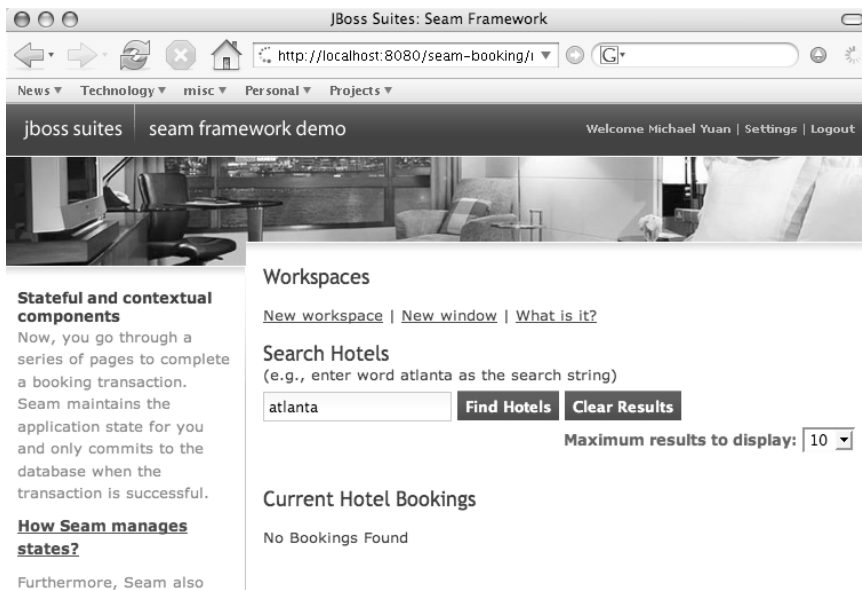 JBoss Suites: Seam Framework
http://localhost:8080/seam-booking/
G
News Technology misc Personal Projects
jboss suites seam framework demo Welcome Michael Yuan | Settings | Logout
Stateful and contextual
components
Now, you go through a
series of pages to complete
a booking transaction.
Seam maintains the
application state for you
and only commits to the
database when the
transaction is successful.
How Seam manages
states?
Furthermore, Seam also
Workspaces
New workspace | New window | What is it?
Search Hotels
(e.g., enter word atlanta as the search string)
atlanta Find Hotels Clear Results
Maximum results to display: 10
Current Hotel Bookings
No Bookings Found